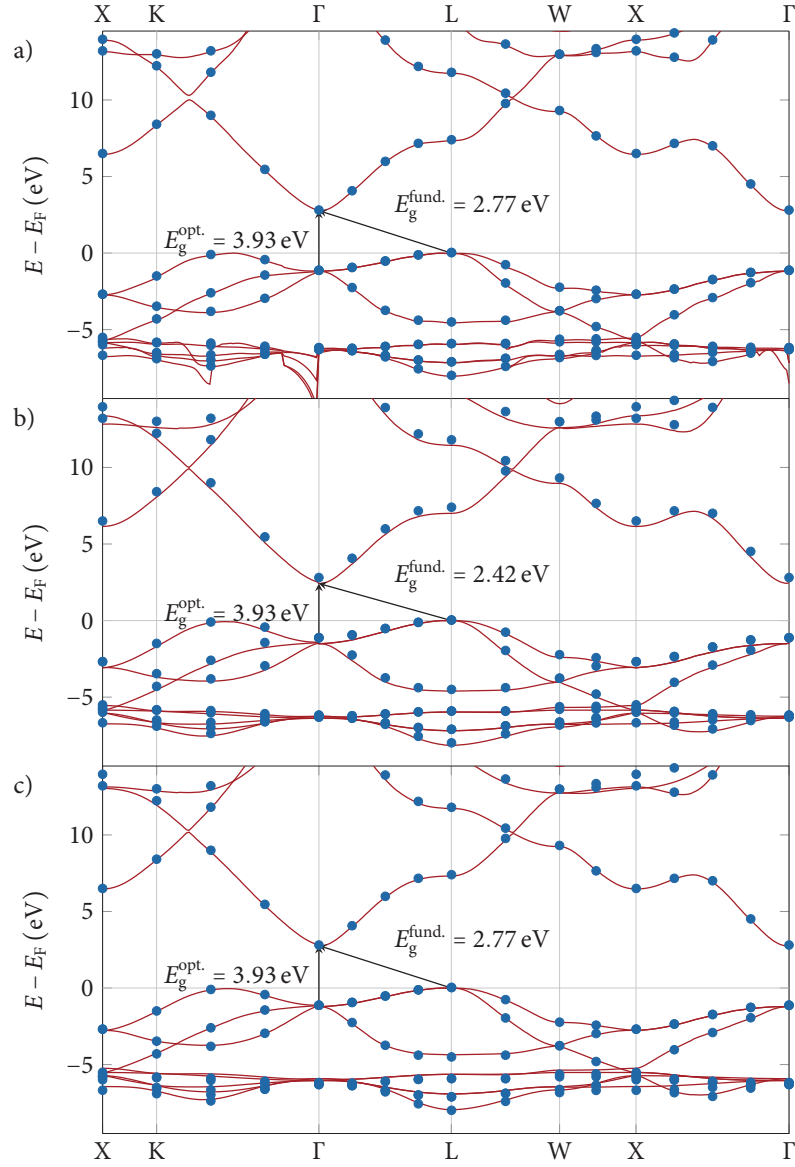 X K Γ L W X Γ
a)
10
5
0
−5
E − E_F (eV)
E_g^fund. = 2.77 eV
E_g^opt. = 3.93 eV
b)
10
5
0
−5
E − E_F (eV)
E_g^fund. = 2.42 eV
E_g^opt. = 3.93 eV
c)
10
5
0
−5
E − E_F (eV)
E_g^fund. = 2.77 eV
E_g^opt. = 3.93 eV
X K Γ L W X Γ